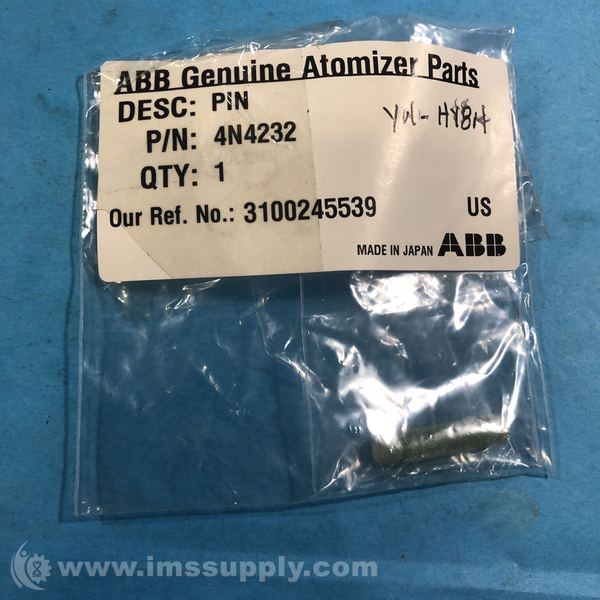 ABB Genuine Atomizer Parts
DESC: PIN
P/N: 4N4232
QTY: 1
Our Ref. No.: 3100245539 US
MADE IN JAPAN ABB
www.imssupply.com